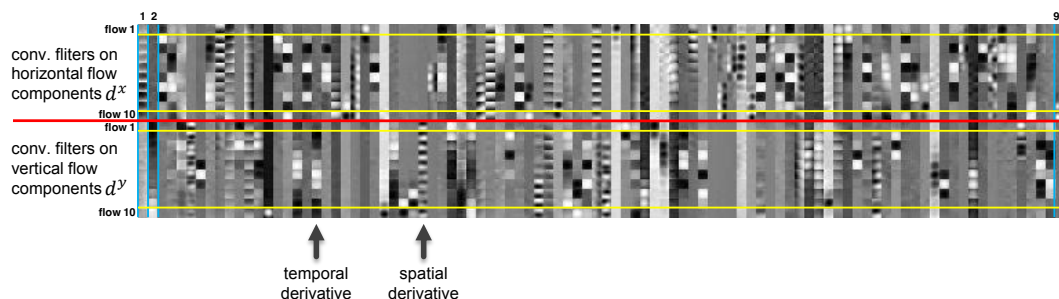 1 2 9
flow 1
conv. filters on
horizontal flow
components d^x
flow 10
flow 1
conv. filters on
vertical flow
components d^y
flow 10
temporal
derivative
spatial
derivative